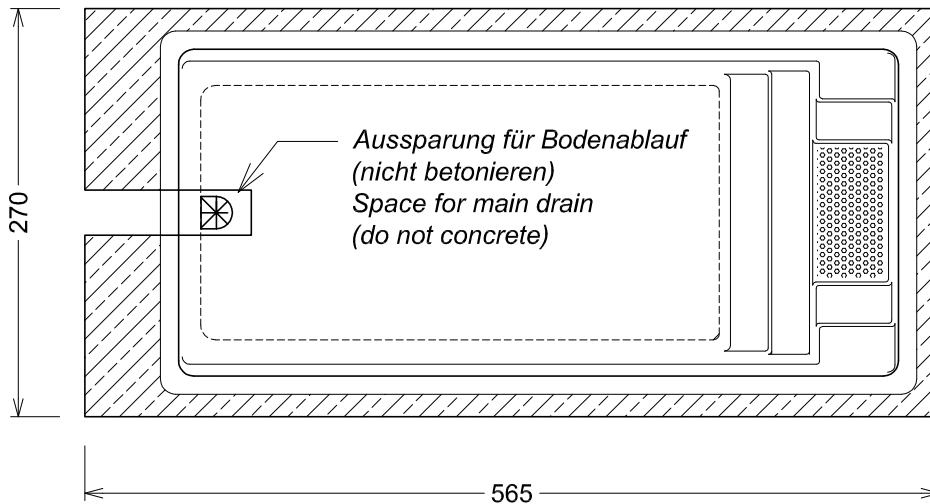 Aussparung für Bodenablauf
(nicht betonieren)
Space for main drain
(do not concrete)
270
565